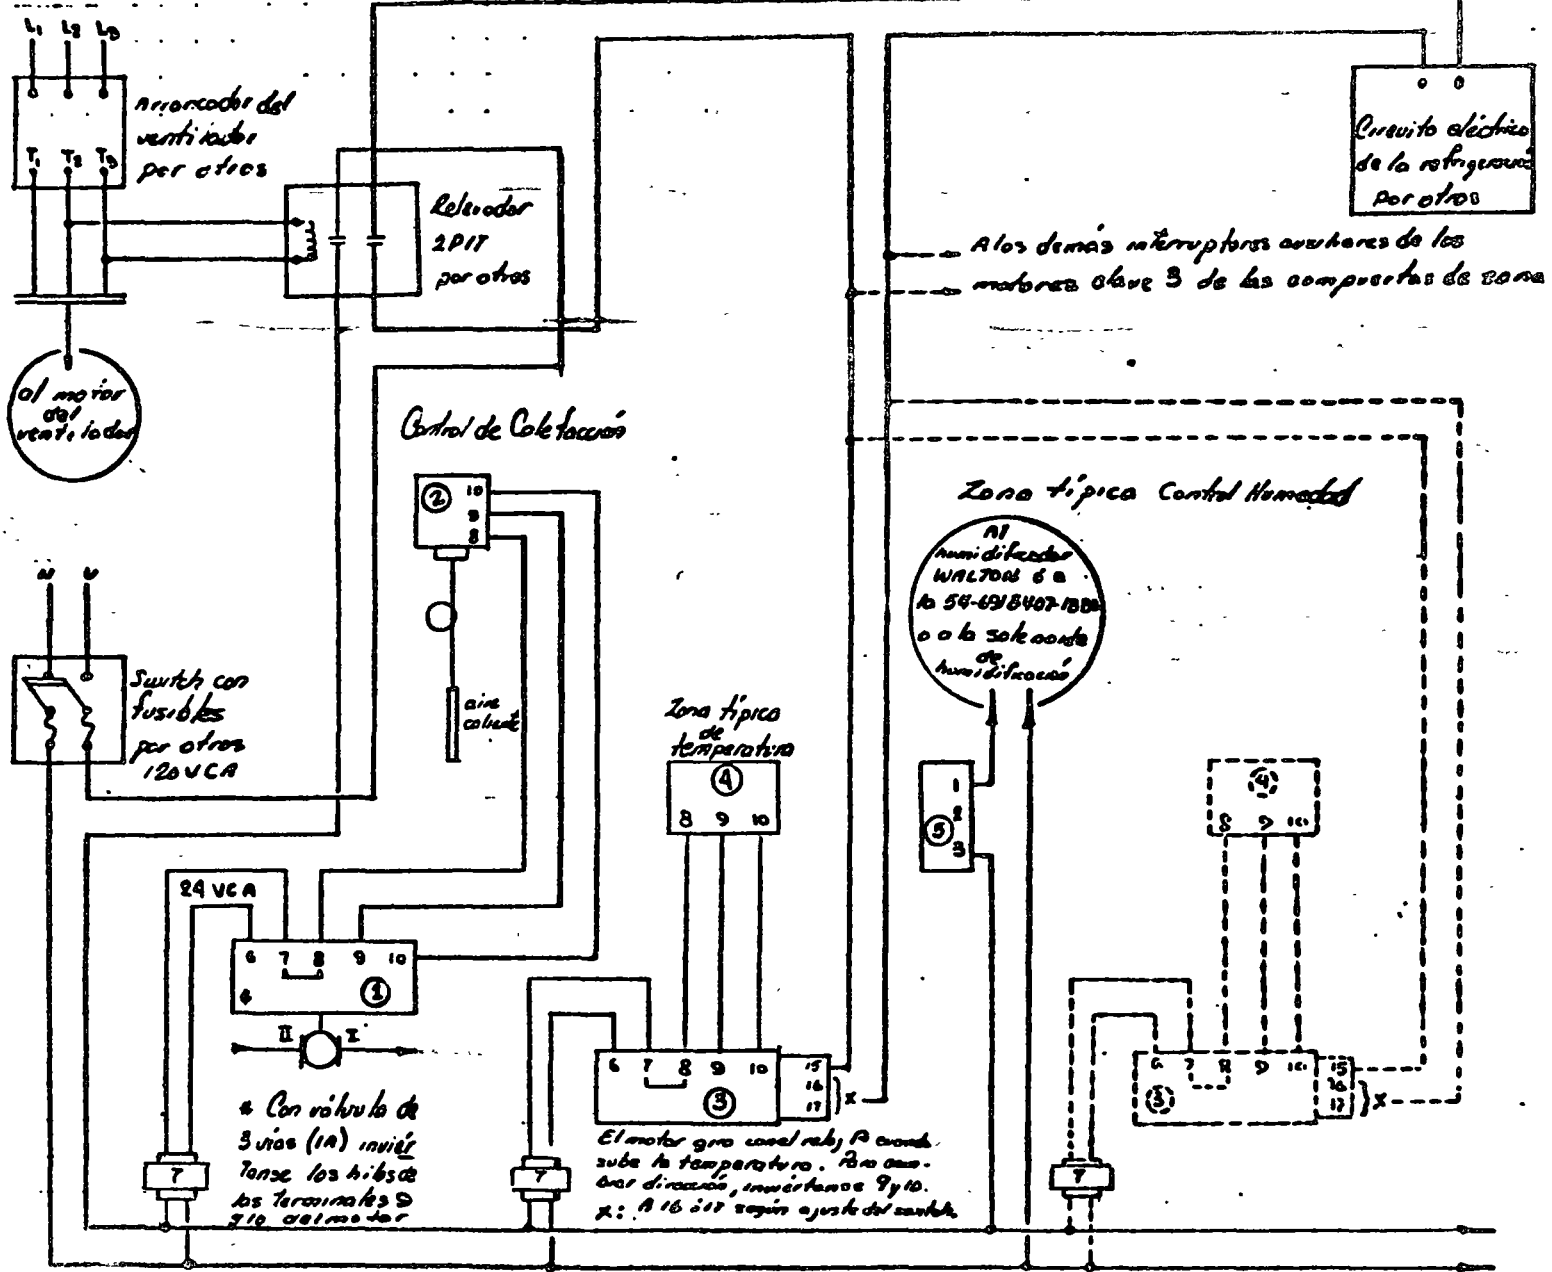 L1 L2 L3
Arrancador del
ventilador
por otros
T1 T2 T3
Relevador
2P1T
por otros
Circuito eléctrico
de la refrigeración
por otros
A los demás interruptores auxiliares de los
motores clave 3 de las compuertas de zona
al motor
del
ventilador
Control de Calefacción
2
10
9
8
Zona típica Control Humedad
Al
humidificador
WALTON ó a
la
o a la solenoide
de
humidificación
N V
Switch con
fusibles
por otros
120 VCA
aire
caliente
Zona típica
de
temperatura
4
8 9 10
1
2
5
3
4
8 9 10
24 VCA
6 7 8 9 10
1
II I
6 7 8 9 10
15
16
17
x
3
6 7 8 9 10
15
16
17
x
3
* Con válvula de
3 vías (1A) inviér
tanse los hilos de
las terminales 9
y 10 del motor
7
7
7
El motor gira con el reloj cuando
sube la temperatura. Para cam-
biar dirección, inviértanse 9 y 10.
x: A 16 ó 17 según ajuste del switch